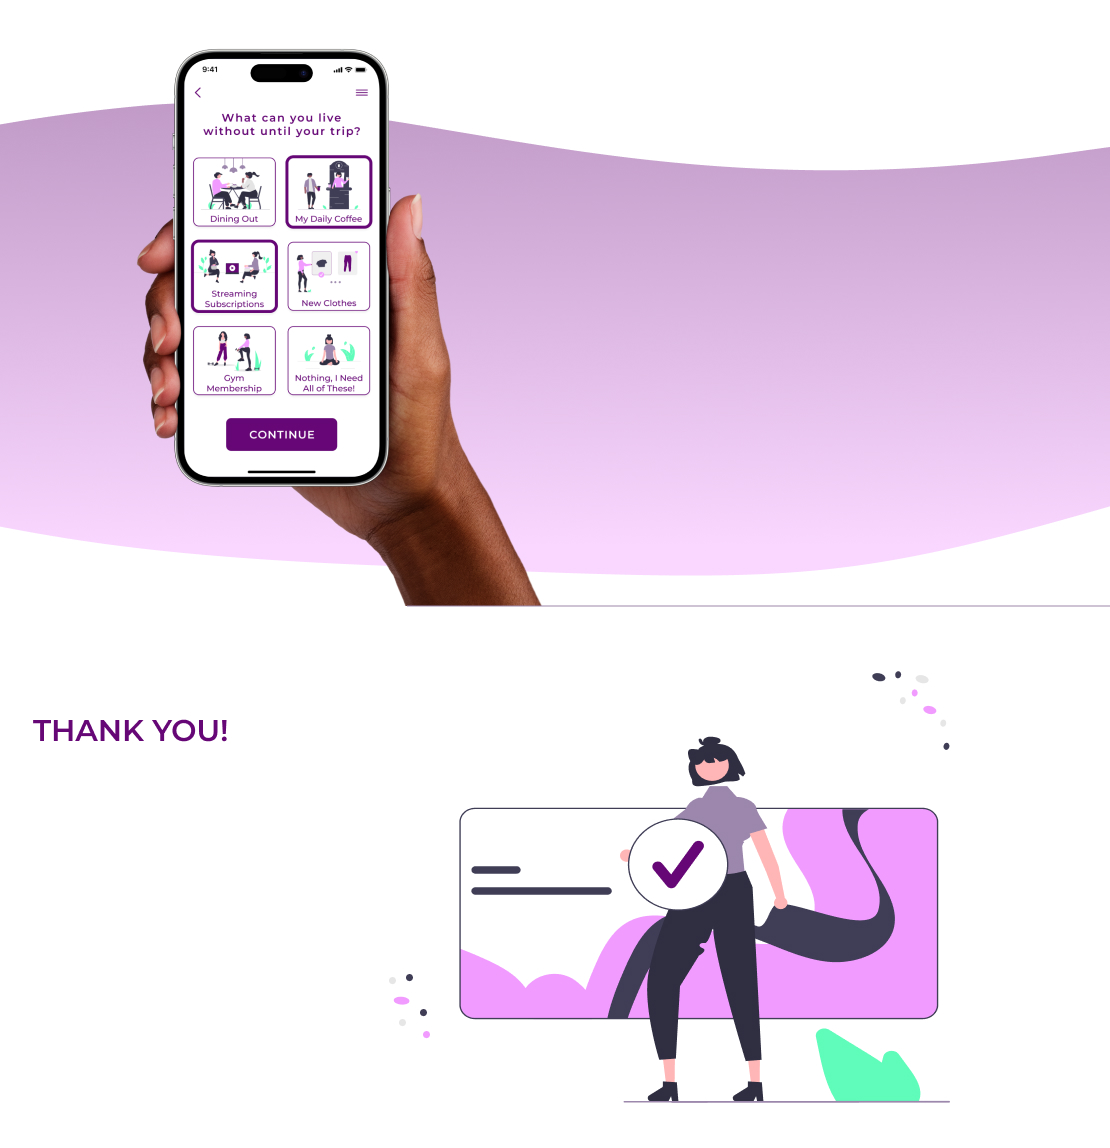 9:41
What can you live
without until your trip?
Dining Out
My Daily Coffee
Streaming
Subscriptions
New Clothes
Gym
Membership
Nothing, I Need
All of These!
CONTINUE
THANK YOU!